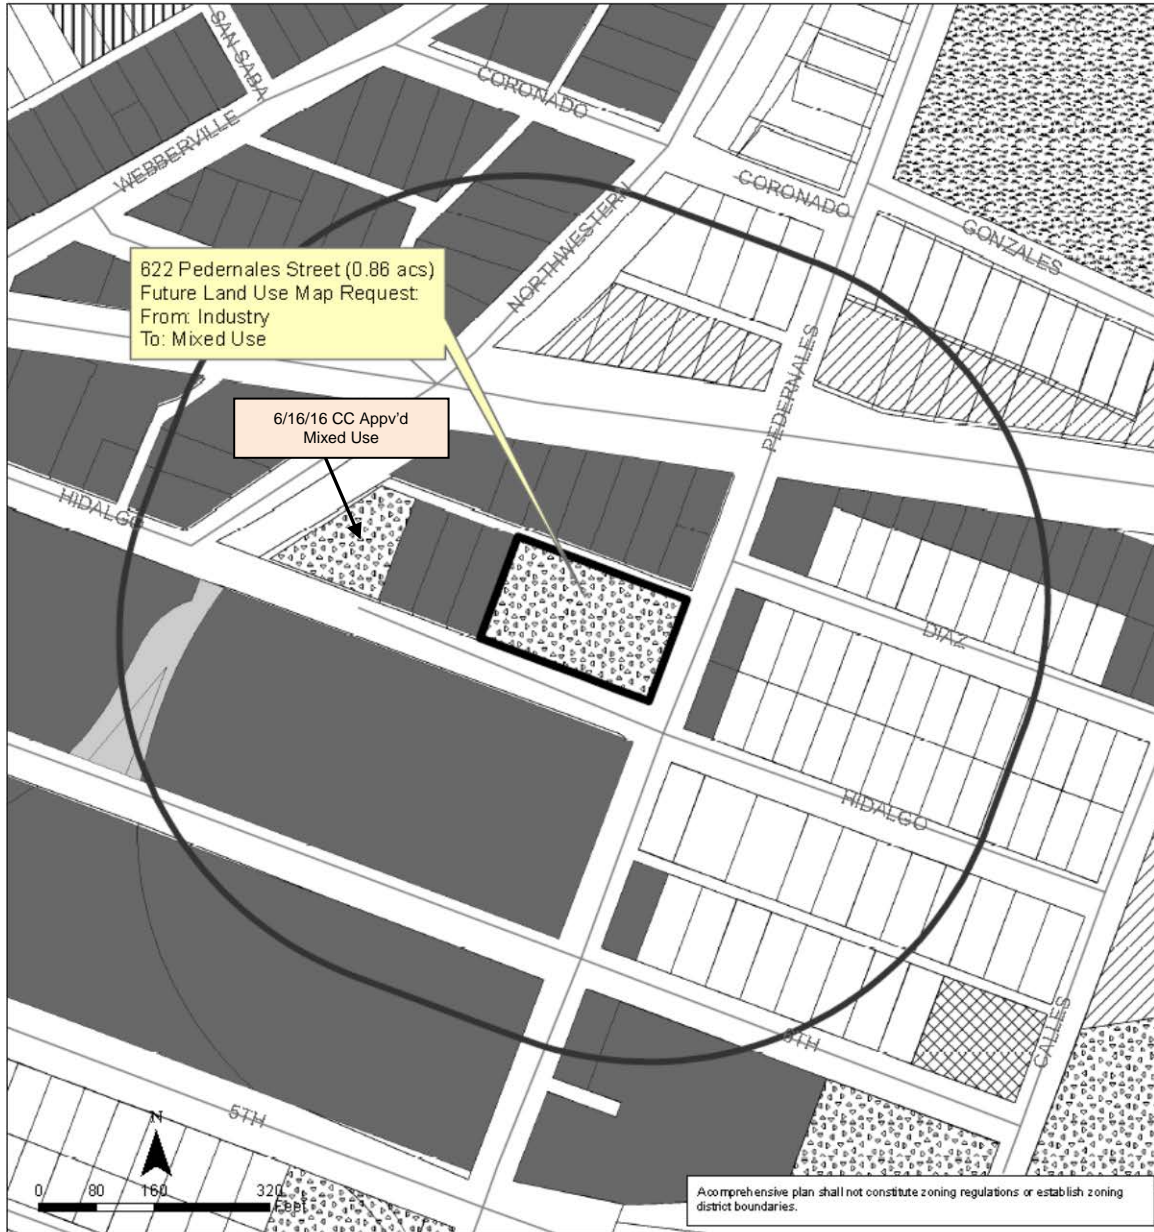 SAN SABA
CORONADO
WEBBERVILLE
CORONADO
GONZALES
NORTHWESTERN
622 Pedernales Street (0.86 acs)
Future Land Use Map Request:
From: Industry
To: Mixed Use
PEDERNALES
6/16/16 CC Appv'd
Mixed Use
HIDALGO
DIAZ
HIDALGO
6TH
CALLES
5TH
N
0 80 160 320
Feet
A comprehensive plan shall not constitute zoning regulations or establish zoning
district boundaries.